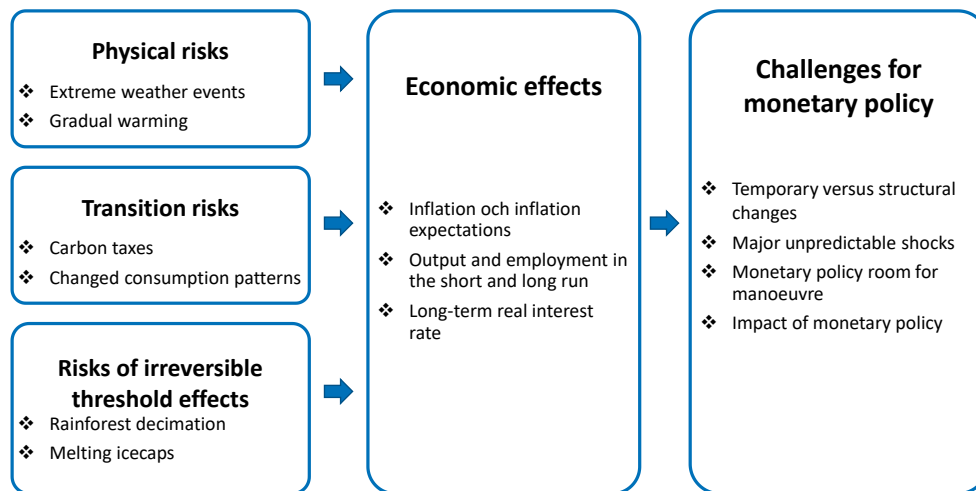 Physical risks
❖ Extreme weather events
❖ Gradual warming
Transition risks
❖ Carbon taxes
❖ Changed consumption patterns
Risks of irreversible
threshold effects
❖ Rainforest decimation
❖ Melting icecaps
Economic effects
❖ Inflation och inflation
expectations
❖ Output and employment in
the short and long run
❖ Long-term real interest
rate
Challenges for
monetary policy
❖ Temporary versus structural
changes
❖ Major unpredictable shocks
❖ Monetary policy room for
manoeuvre
❖ Impact of monetary policy